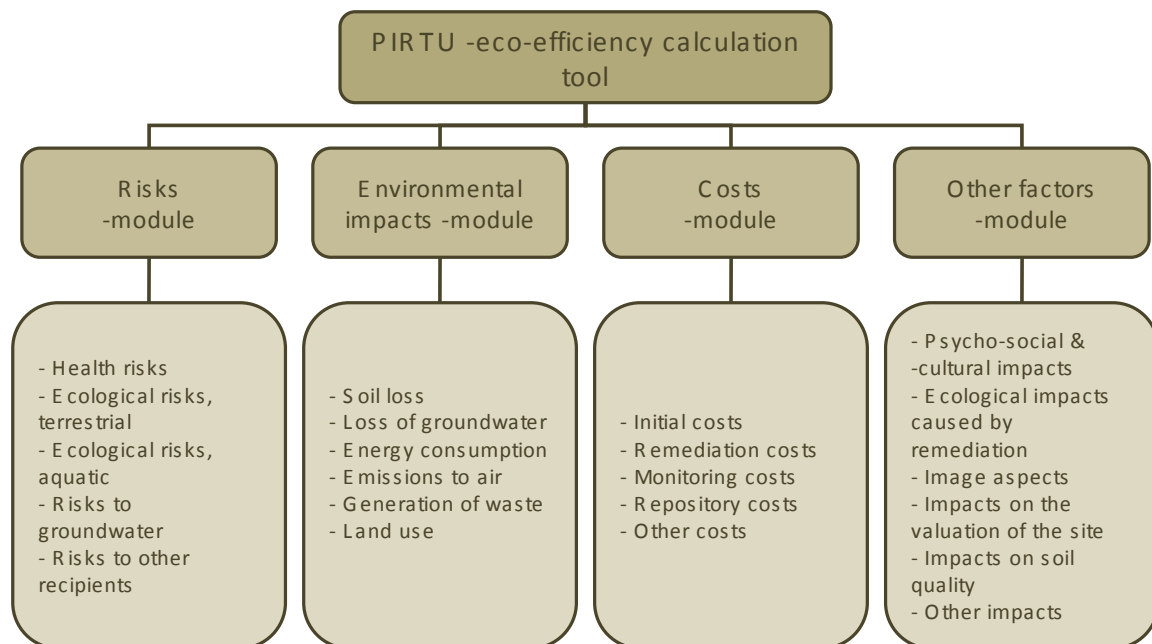 PIRTU -eco-efficiency calculation
tool
Risks
-module
Environmental
impacts -module
Costs
-module
Other factors
-module
- Health risks
- Ecological risks,
terrestrial
- Ecological risks,
aquatic
- Risks to
groundwater
- Risks to other
recipients
- Soil loss
- Loss of groundwater
- Energy consumption
- Emissions to air
- Generation of waste
- Land use
- Initial costs
- Remediation costs
- Monitoring costs
- Repository costs
- Other costs
- Psycho-social &
-cultural impacts
- Ecological impacts
caused by
remediation
- Image aspects
- Impacts on the
valuation of the site
- Impacts on soil
quality
- Other impacts